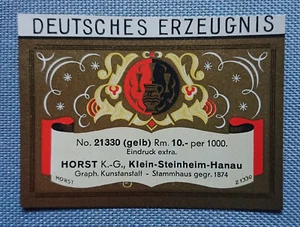 DEUTSCHES ERZEUGNIS
No. 21330 (gelb) Rm. 10.- per 1000.
Eindruck extra.
HORST K.-G., Klein-Steinheim-Hanau
Graph. Kunstanstalt - Stammhaus gegr. 1874
HORST
21330